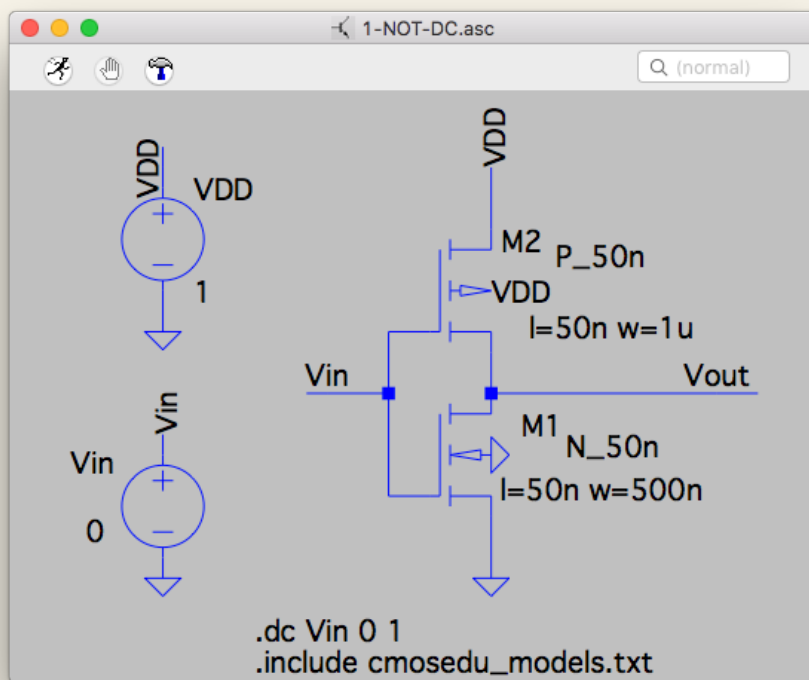 1-NOT-DC.asc
(normal)
VDD
VDD
1
Vin
Vin
0
VDD
M2
P_50n
VDD
l=50n w=1u
Vin
Vout
M1
N_50n
l=50n w=500n
.dc Vin 0 1
.include cmosedu_models.txt